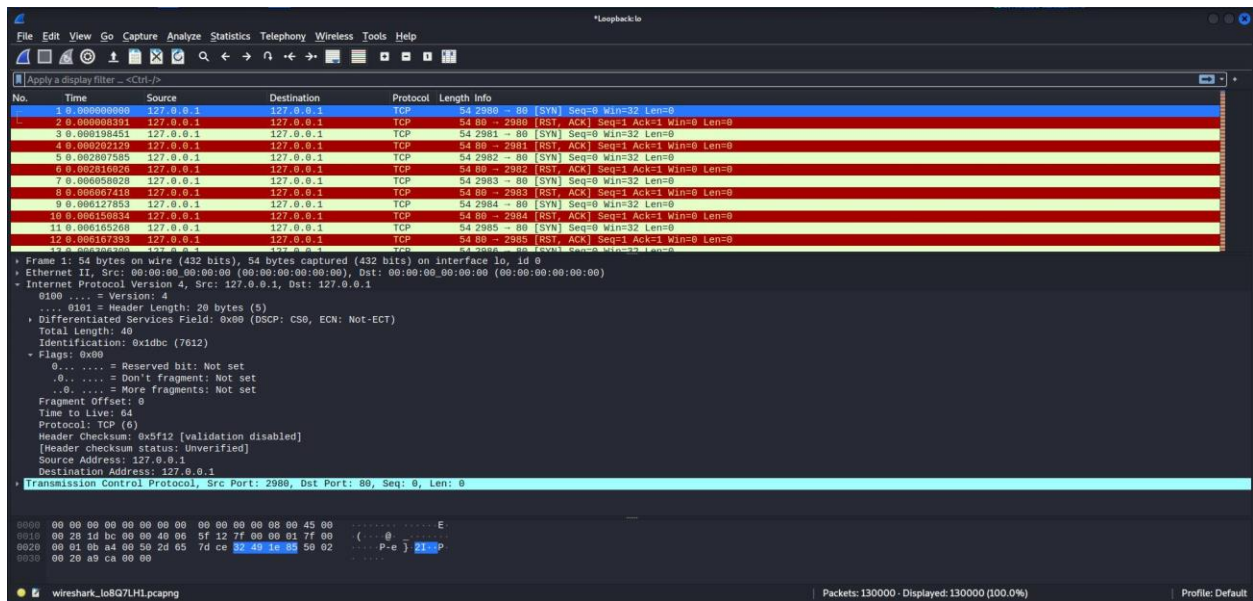 *Loopback: lo
File Edit View Go Capture Analyze Statistics Telephony Wireless Tools Help
Apply a display filter ... <Ctrl-/>
No. Time Source Destination Protocol Length Info
1 0.000000000 127.0.0.1 127.0.0.1 TCP 54 2980 → 80 [SYN] Seq=0 Win=32 Len=0
2 0.000008391 127.0.0.1 127.0.0.1 TCP 54 80 → 2980 [RST, ACK] Seq=1 Ack=1 Win=0 Len=0
3 0.000198451 127.0.0.1 127.0.0.1 TCP 54 2981 → 80 [SYN] Seq=0 Win=32 Len=0
4 0.000202129 127.0.0.1 127.0.0.1 TCP 54 80 → 2981 [RST, ACK] Seq=1 Ack=1 Win=0 Len=0
5 0.002807585 127.0.0.1 127.0.0.1 TCP 54 2982 → 80 [SYN] Seq=0 Win=32 Len=0
6 0.002816026 127.0.0.1 127.0.0.1 TCP 54 80 → 2982 [RST, ACK] Seq=1 Ack=1 Win=0 Len=0
7 0.006058028 127.0.0.1 127.0.0.1 TCP 54 2983 → 80 [SYN] Seq=0 Win=32 Len=0
8 0.006067418 127.0.0.1 127.0.0.1 TCP 54 80 → 2983 [RST, ACK] Seq=1 Ack=1 Win=0 Len=0
9 0.006127853 127.0.0.1 127.0.0.1 TCP 54 2984 → 80 [SYN] Seq=0 Win=32 Len=0
10 0.006150834 127.0.0.1 127.0.0.1 TCP 54 80 → 2984 [RST, ACK] Seq=1 Ack=1 Win=0 Len=0
11 0.006165268 127.0.0.1 127.0.0.1 TCP 54 2985 → 80 [SYN] Seq=0 Win=32 Len=0
12 0.006167393 127.0.0.1 127.0.0.1 TCP 54 80 → 2985 [RST, ACK] Seq=1 Ack=1 Win=0 Len=0
127.0.0.1 127.0.0.1 TCP 54 2986 → 80 [SYN] Seq=0 Win=32 Len=0
Frame 1: 54 bytes on wire (432 bits), 54 bytes captured (432 bits) on interface lo, id 0
Ethernet II, Src: 00:00:00_00:00:00 (00:00:00:00:00:00), Dst: 00:00:00_00:00:00 (00:00:00:00:00:00)
Internet Protocol Version 4, Src: 127.0.0.1, Dst: 127.0.0.1
0100 .... = Version: 4
.... 0101 = Header Length: 20 bytes (5)
Differentiated Services Field: 0x00 (DSCP: CS0, ECN: Not-ECT)
Total Length: 40
Identification: 0x1dbc (7612)
Flags: 0x00
0... .... = Reserved bit: Not set
.0.. .... = Don't fragment: Not set
..0. .... = More fragments: Not set
Fragment Offset: 0
Time to Live: 64
Protocol: TCP (6)
Header Checksum: 0x5f12 [validation disabled]
[Header checksum status: Unverified]
Source Address: 127.0.0.1
Destination Address: 127.0.0.1
Transmission Control Protocol, Src Port: 2980, Dst Port: 80, Seq: 0, Len: 0
0000 00 00 00 00 00 00 00 00 00 00 00 00 08 00 45 00 ········ ······E·
0010 00 28 1d bc 00 00 40 06 5f 12 7f 00 00 01 7f 00 ·(····@· _·······
0020 00 01 0b a4 00 50 2d 65 7d ce 32 49 1e 85 50 02 ·····P-e }·2I··P·
0030 00 20 a9 ca 00 00 · ····
wireshark_lo8Q7LH1.pcapng Packets: 130000 · Displayed: 130000 (100.0%) Profile: Default